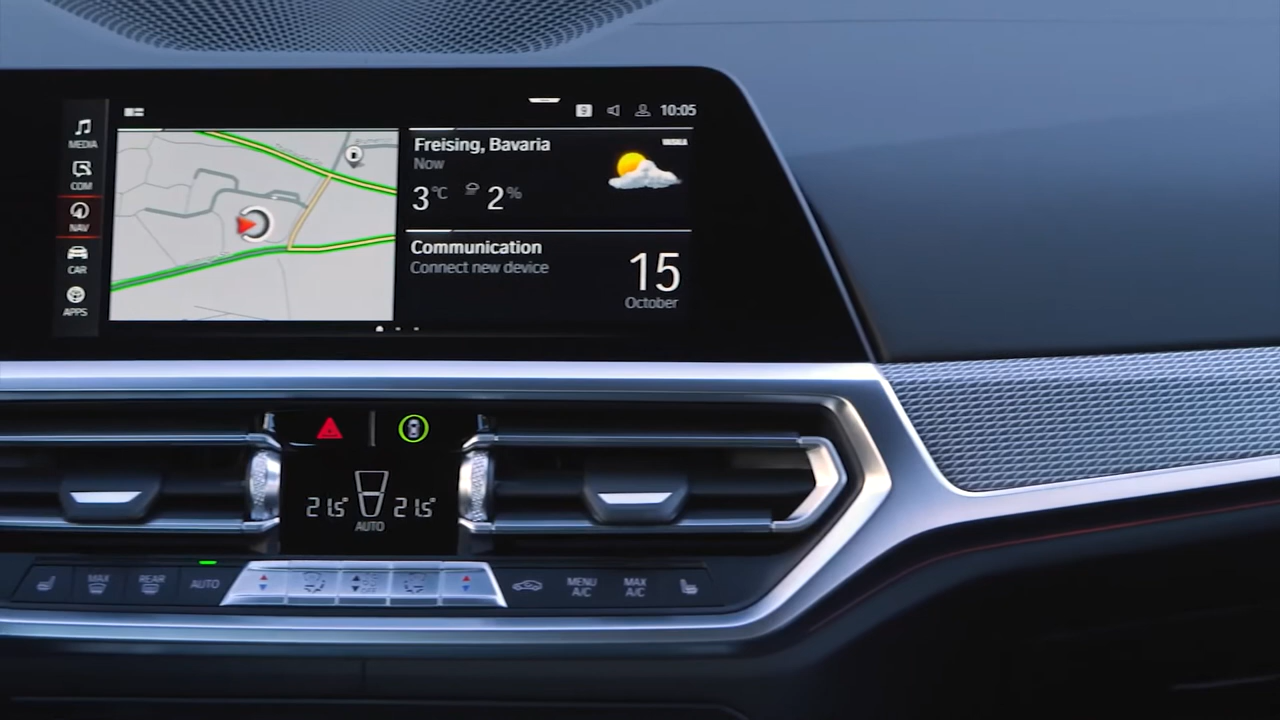 9
10:05
MEDIA
COM
NAV
CAR
APPS
Freising, Bavaria
Now
3°C 2%
Communication
Connect new device
15
October
21.5° 21.5°
AUTO
MAX
REAR
AUTO
MENU
A/C
MAX
A/C